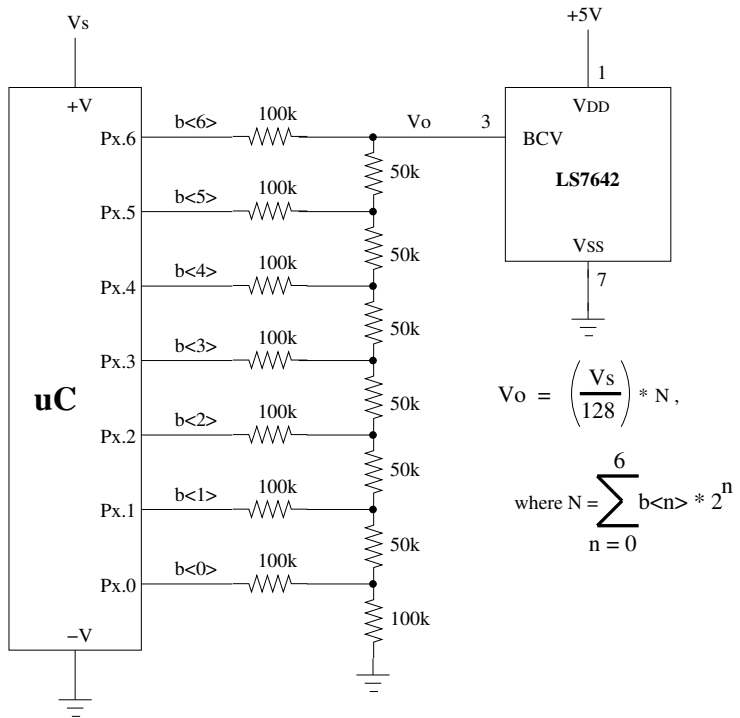 Vs
+5V
1
+V
VDD
Px.6 b<6> 100k Vo 3 BCV
50k
LS7642
Px.5 b<5> 100k
50k
VSS
7
Px.4 b<4> 100k
50k
Px.3 b<3> 100k
uC
50k
Vo = (Vs/128) * N ,
Px.2 b<2> 100k
50k
Px.1 b<1> 100k
50k
6
where N = ∑ b<n> * 2^n
n = 0
Px.0 b<0> 100k
100k
−V